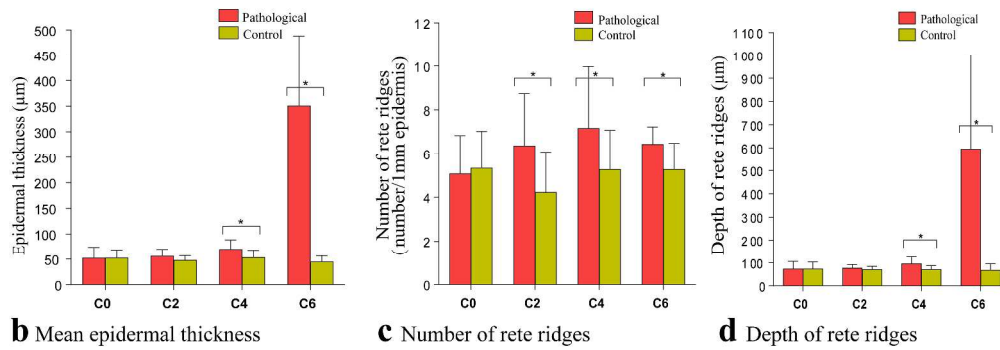 Pathological
Control
Epidermal thickness (µm)
500
450
400
350
300
250
200
150
100
50
0
*
*
C0 C2 C4 C6
b Mean epidermal thickness
Pathological
Control
Number of rete ridges
(number/1mm epidermis)
12
10
8
6
4
2
0
*
*
*
C0 C2 C4 C6
c Number of rete ridges
Pathological
Control
Depth of rete ridges (µm)
1100
1 000
900
800
700
600
500
400
300
200
100
0
*
*
C0 C2 C4 C6
d Depth of rete ridges